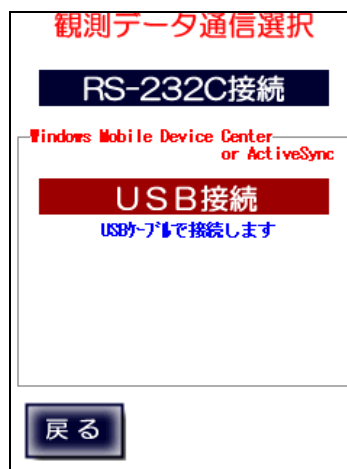 観測データ通信選択
RS-232C接続
Windows Mobile Device Center
or ActiveSync
USB接続
USBｹｰﾌﾞﾙで接続します
戻る